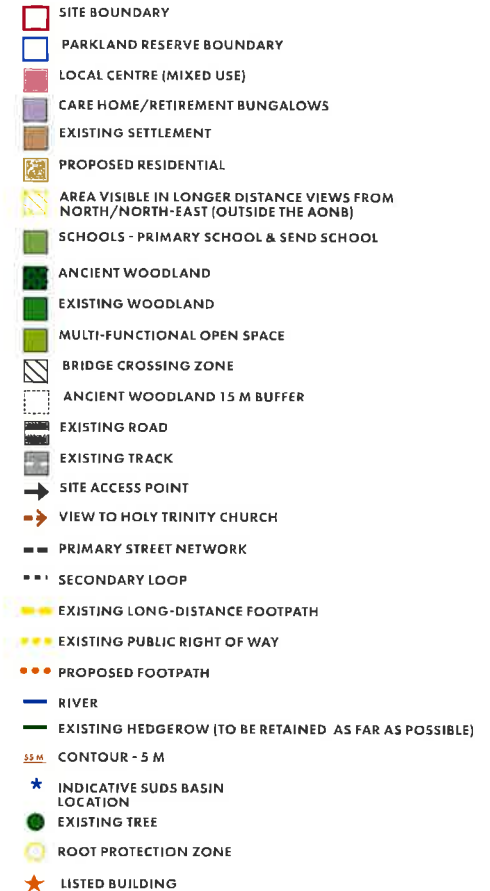 SITE BOUNDARY
PARKLAND RESERVE BOUNDARY
LOCAL CENTRE (MIXED USE)
CARE HOME/RETIREMENT BUNGALOWS
EXISTING SETTLEMENT
PROPOSED RESIDENTIAL
AREA VISIBLE IN LONGER DISTANCE VIEWS FROM
NORTH/NORTH-EAST (OUTSIDE THE AONB)
SCHOOLS - PRIMARY SCHOOL & SEND SCHOOL
ANCIENT WOODLAND
EXISTING WOODLAND
MULTI-FUNCTIONAL OPEN SPACE
BRIDGE CROSSING ZONE
ANCIENT WOODLAND 15 M BUFFER
EXISTING ROAD
EXISTING TRACK
SITE ACCESS POINT
VIEW TO HOLY TRINITY CHURCH
PRIMARY STREET NETWORK
SECONDARY LOOP
EXISTING LONG-DISTANCE FOOTPATH
EXISTING PUBLIC RIGHT OF WAY
PROPOSED FOOTPATH
RIVER
EXISTING HEDGEROW (TO BE RETAINED AS FAR AS POSSIBLE)
55 M CONTOUR - 5 M
INDICATIVE SUDS BASIN
LOCATION
EXISTING TREE
ROOT PROTECTION ZONE
LISTED BUILDING